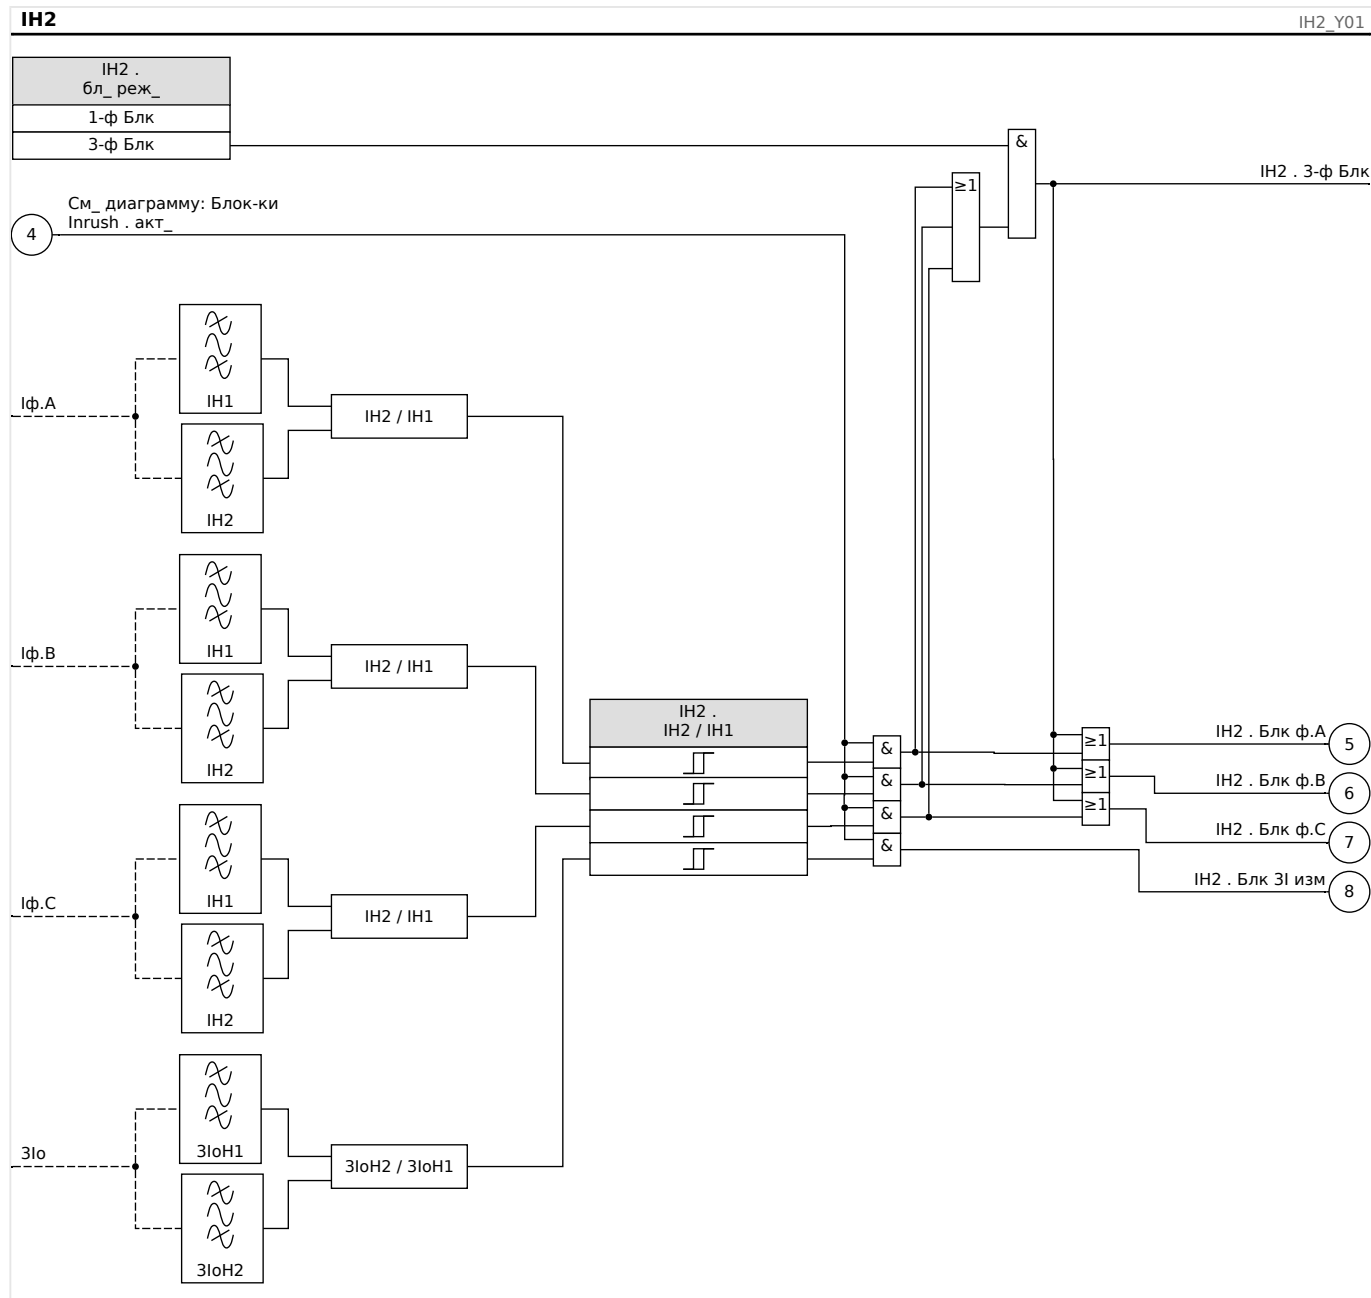 IH2
IH2_Y01
IH2 .
бл_ реж_
1-ф Блк
3-ф Блк
&
≥1
IH2 . 3-ф Блк
См_ диаграмму: Блок-ки
Inrush . акт_
4
IH1
Iф.A
IH2 / IH1
IH2
IH1
Iф.B
IH2 / IH1
IH2
IH2 .
IH2 / IH1
&
&
&
&
≥1
≥1
≥1
IH2 . Блк ф.A
5
IH2 . Блк ф.B
6
IH2 . Блк ф.C
7
IH2 . Блк 3I изм
8
IH1
Iф.C
IH2 / IH1
IH2
3IoH1
3Io
3IoH2 / 3IoH1
3IoH2